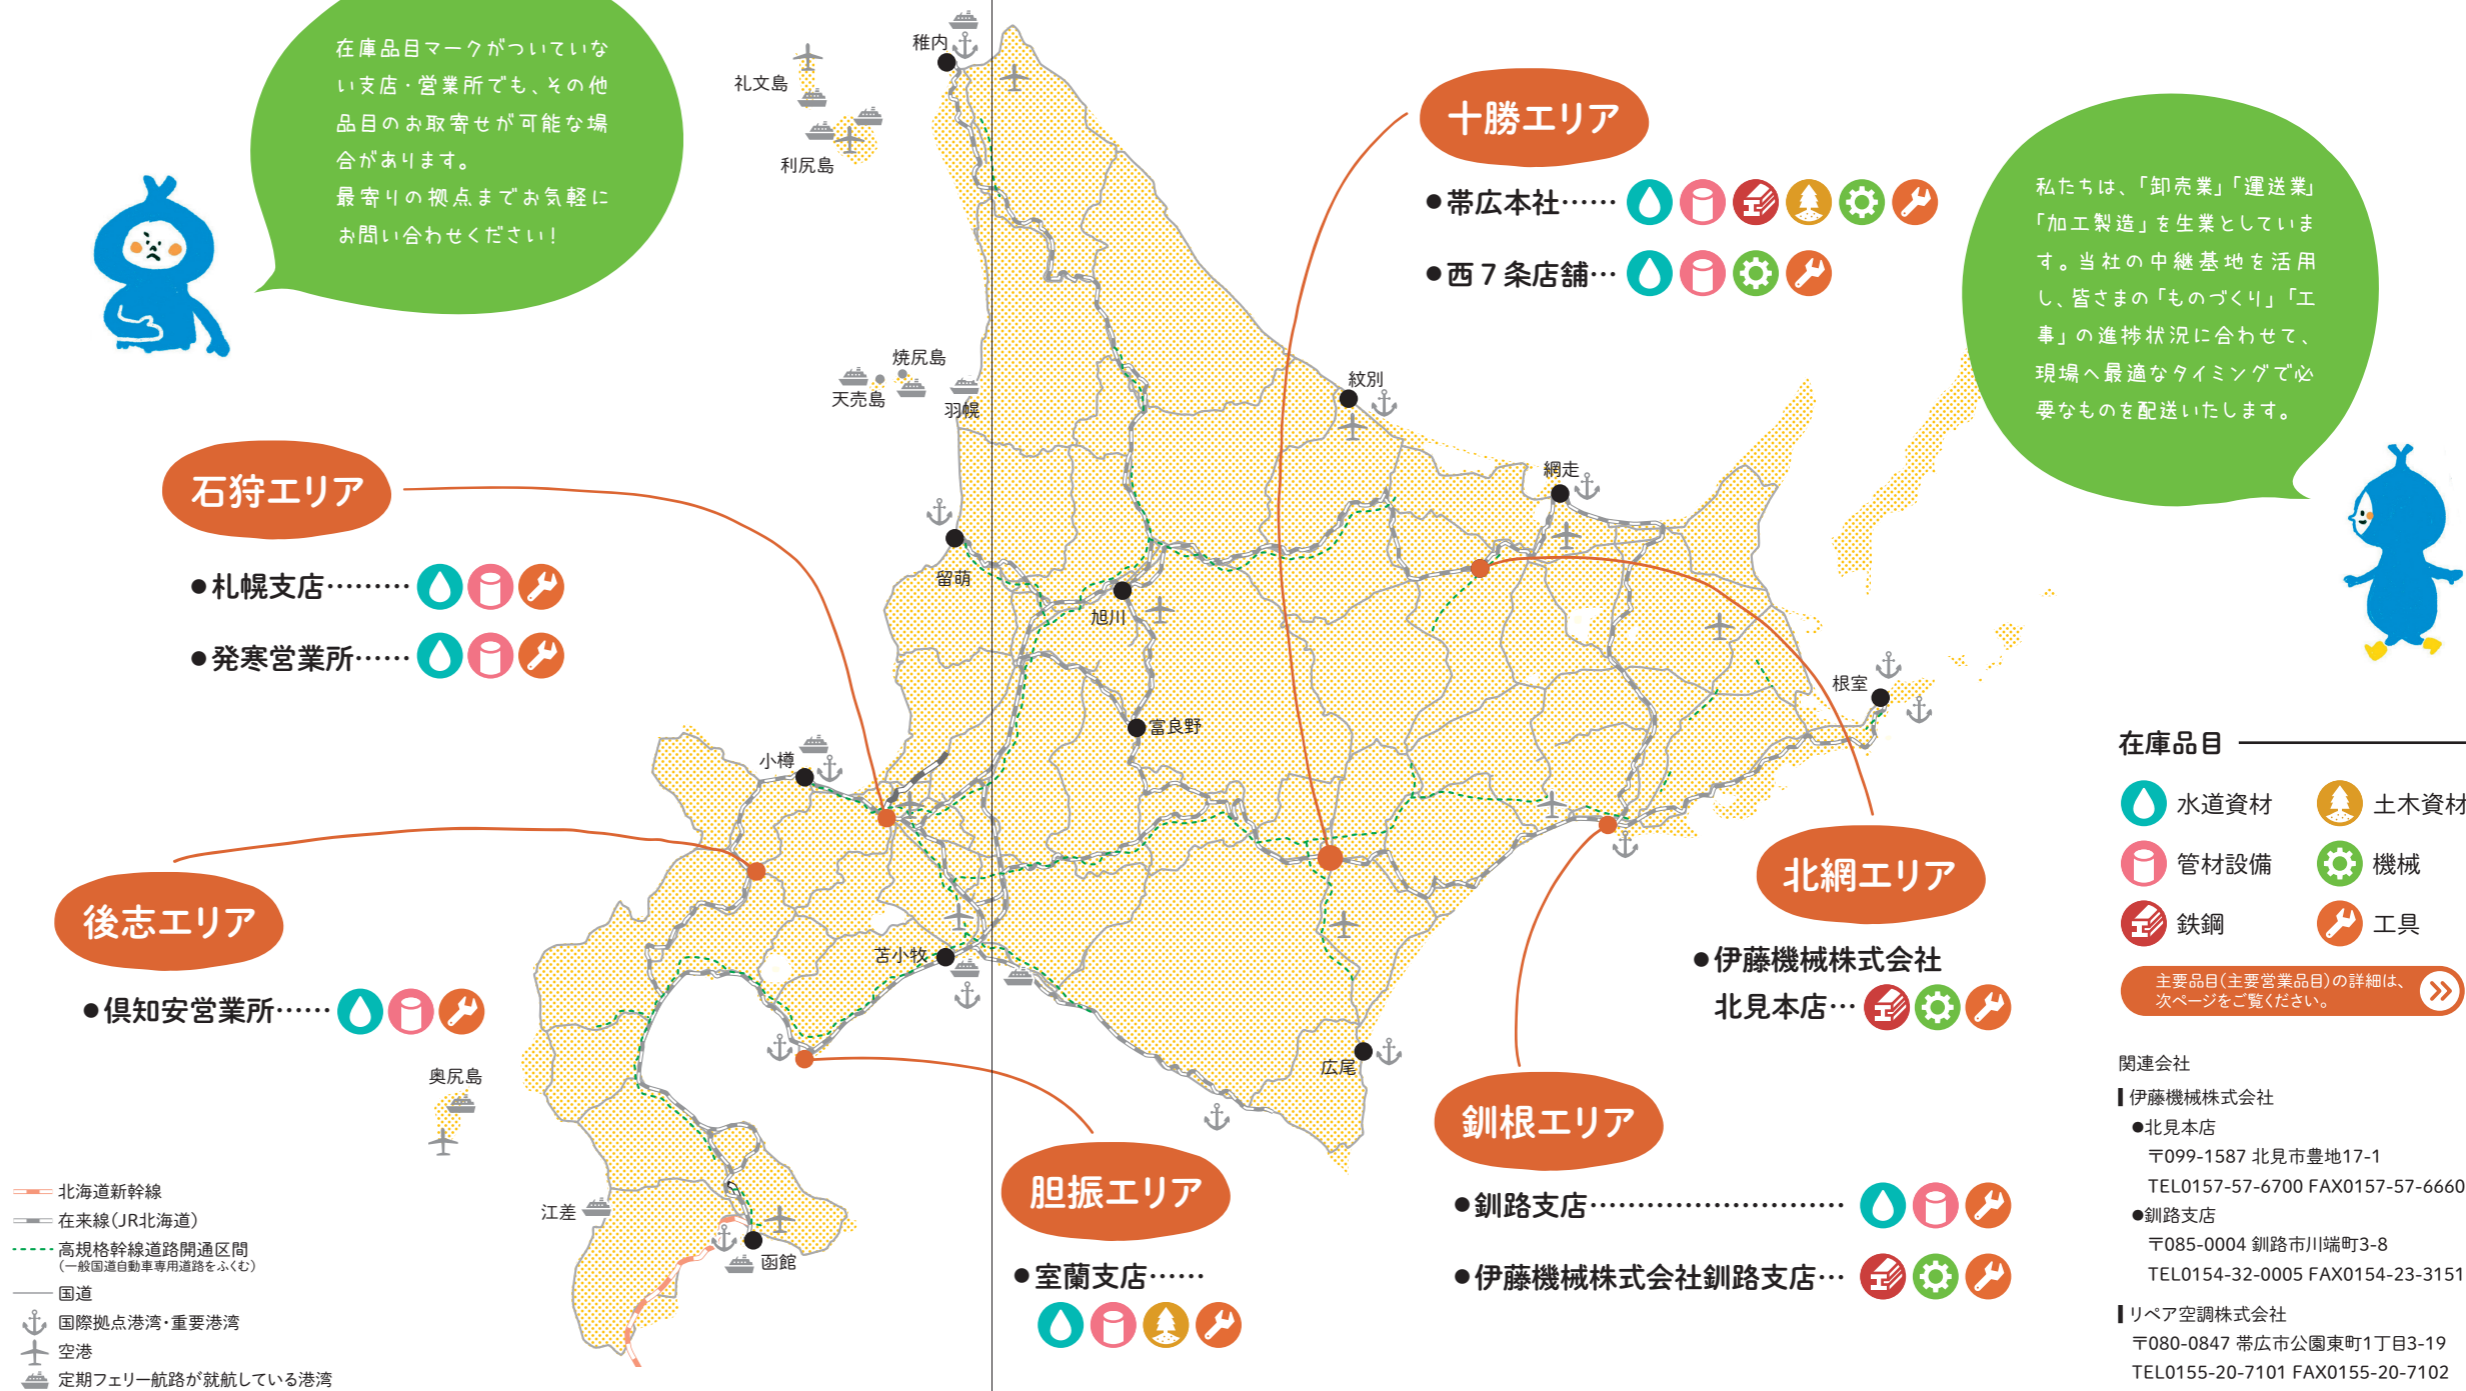 在庫品目マークがついていな
い支店・営業所でも、その他
品目のお取寄せが可能な場
合があります。
最寄りの拠点までお気軽に
お問い合わせください！
稚内
礼文島
利尻島
焼尻島
天売島
羽幌
紋別
網走
留萌
旭川
富良野
根室
小樽
苫小牧
広尾
奥尻島
江差
函館
十勝エリア
●帯広本社……
●西７条店舗…
私たちは、「卸売業」「運送業」
「加工製造」を生業としていま
す。当社の中継基地を活用
し、皆さまの「ものづくり」「工
事」の進捗状況に合わせて、
現場へ最適なタイミングで必
要なものを配送いたします。
石狩エリア
●札幌支店………
●発寒営業所……
後志エリア
●倶知安営業所……
胆振エリア
●室蘭支店……
釧根エリア
●釧路支店………………………
●伊藤機械株式会社釧路支店…
北網エリア
●伊藤機械株式会社
北見本店…
在庫品目
水道資材
土木資材
管材設備
機械
鉄鋼
工具
主要品目（主要営業品目）の詳細は、
次ページをご覧ください。
関連会社
伊藤機械株式会社
●北見本店
〒099-1587 北見市豊地17-1
TEL0157-57-6700 FAX0157-57-6660
●釧路支店
〒085-0004 釧路市川端町3-8
TEL0154-32-0005 FAX0154-23-3151
リペア空調株式会社
〒080-0847 帯広市公園東町1丁目3-19
TEL0155-20-7101 FAX0155-20-7102
北海道新幹線
在来線（JR北海道）
高規格幹線道路開通区間
（一般国道自動車専用道路をふくむ）
国道
国際拠点港湾・重要港湾
空港
定期フェリー航路が就航している港湾